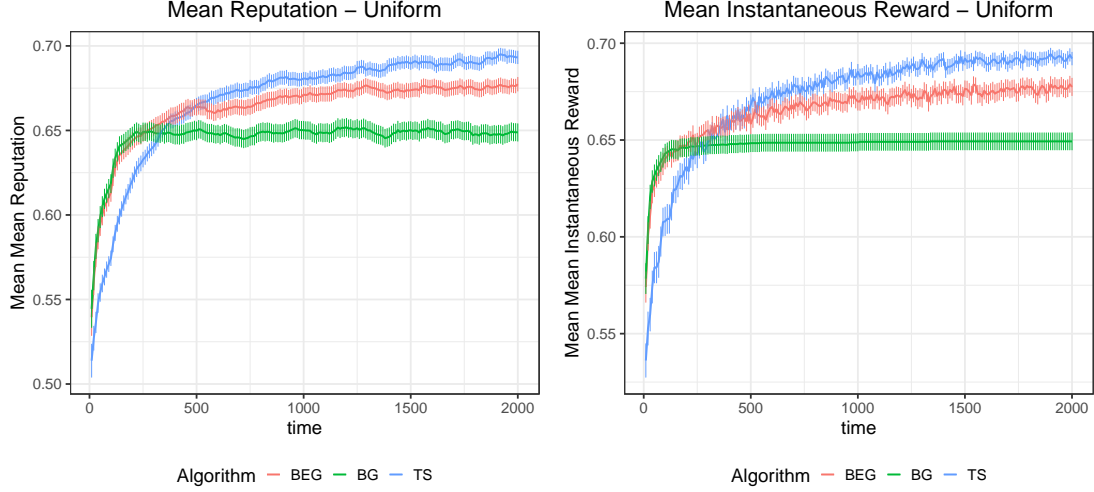 Mean Reputation − Uniform
Mean Mean Reputation
0.70
0.65
0.60
0.55
0.50
0
500
1000
1500
2000
time
Algorithm BEG BG TS
Mean Instantaneous Reward − Uniform
Mean Mean Instantaneous Reward
0.70
0.65
0.60
0.55
0
500
1000
1500
2000
time
Algorithm BEG BG TS